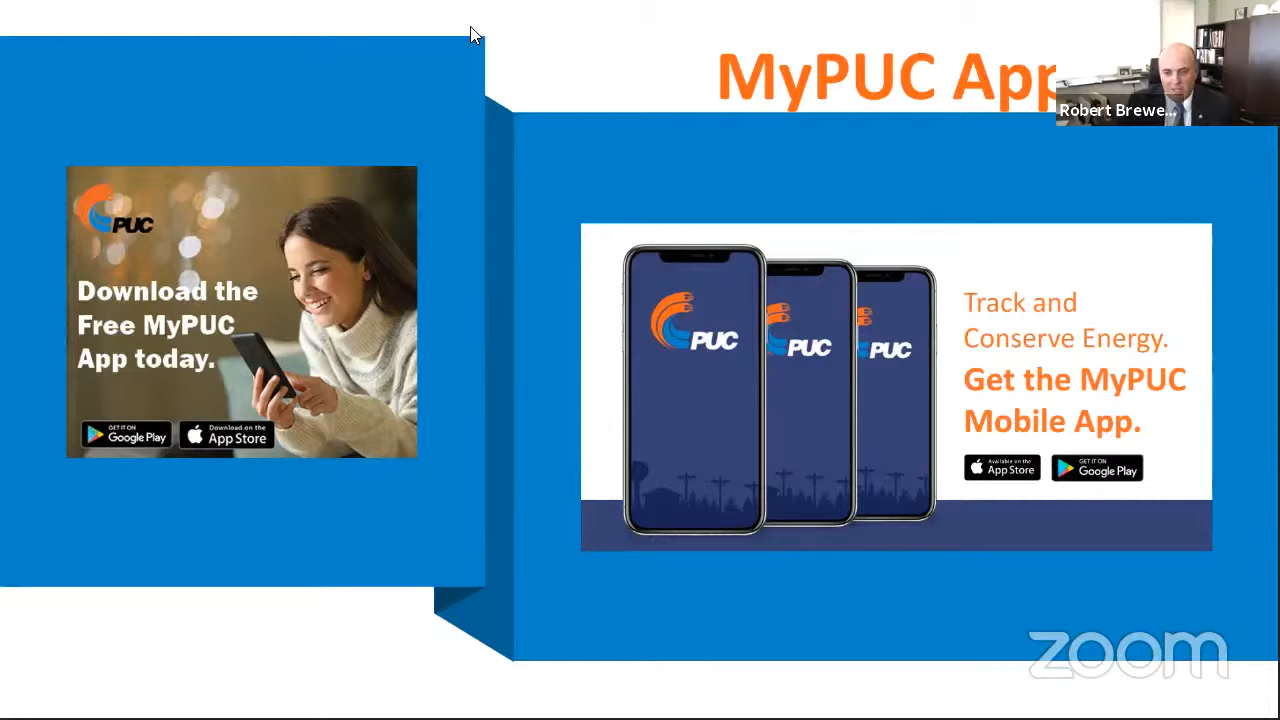 MyPUC App
Robert Brewe...
PUC
Download the
Free MyPUC
App today.
GET IT ON
Google Play
Download on the
App Store
PUC
PUC
PUC
Track and
Conserve Energy.
Get the MyPUC
Mobile App.
Available on the
App Store
GET IT ON
Google Play
zoom